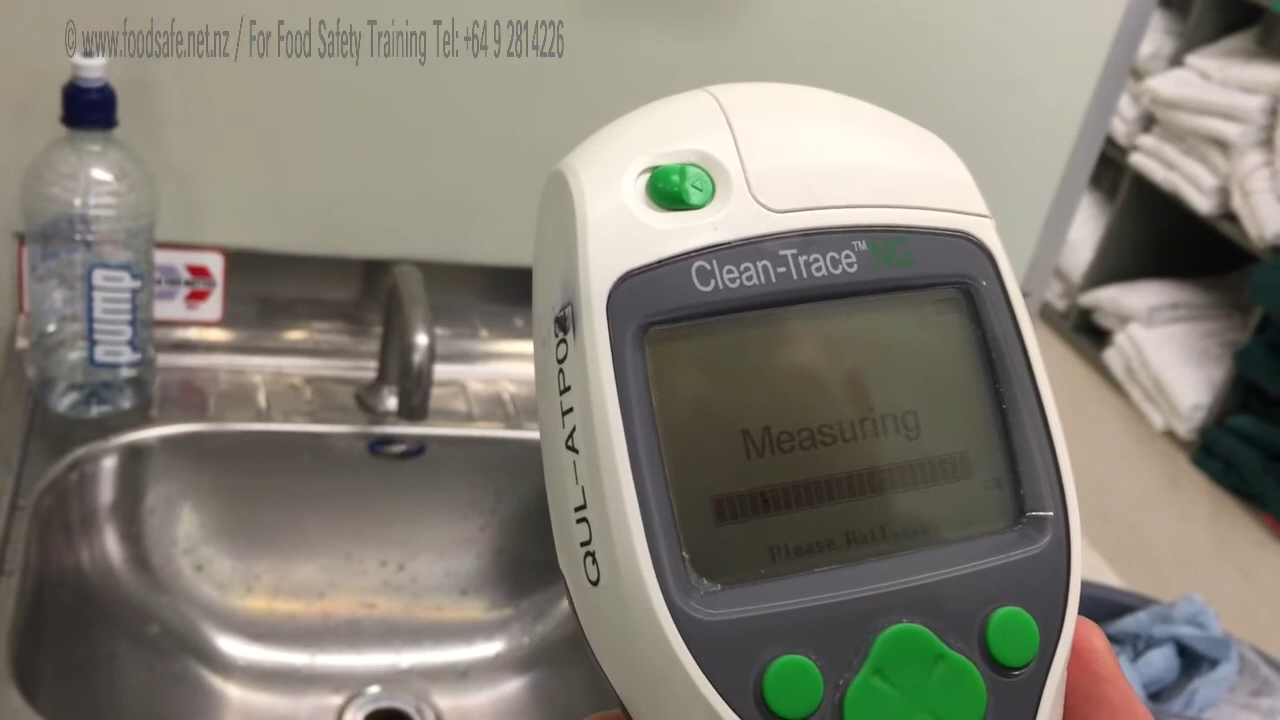 © www.foodsafe.net.nz / For Food Safety Training Tel: +64 9 2814226
Clean-Trace™ NG
pump
QUL-ATP02
Measuring
Please Wait...